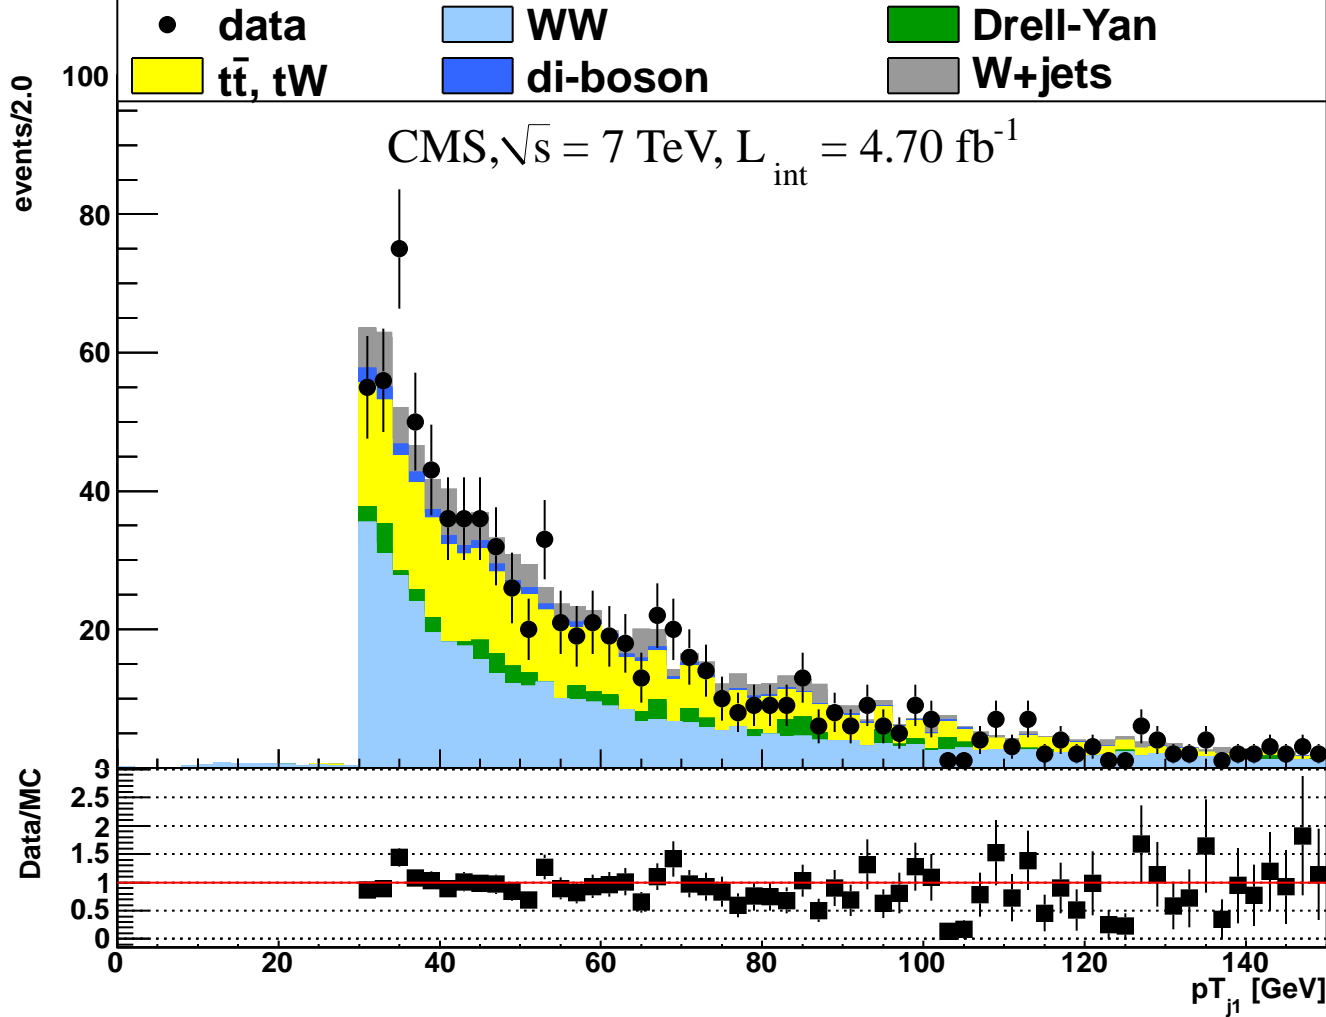 data WW Drell-Yan
tt̄, tW di-boson W+jets
events/2.0
100
CMS, √s = 7 TeV, L int = 4.70 fb-1
80
60
40
20
Data/MC
3
2.5
2
1.5
1
0.5
0
0 20 40 60 80 100 120 140
pT j1 [GeV]